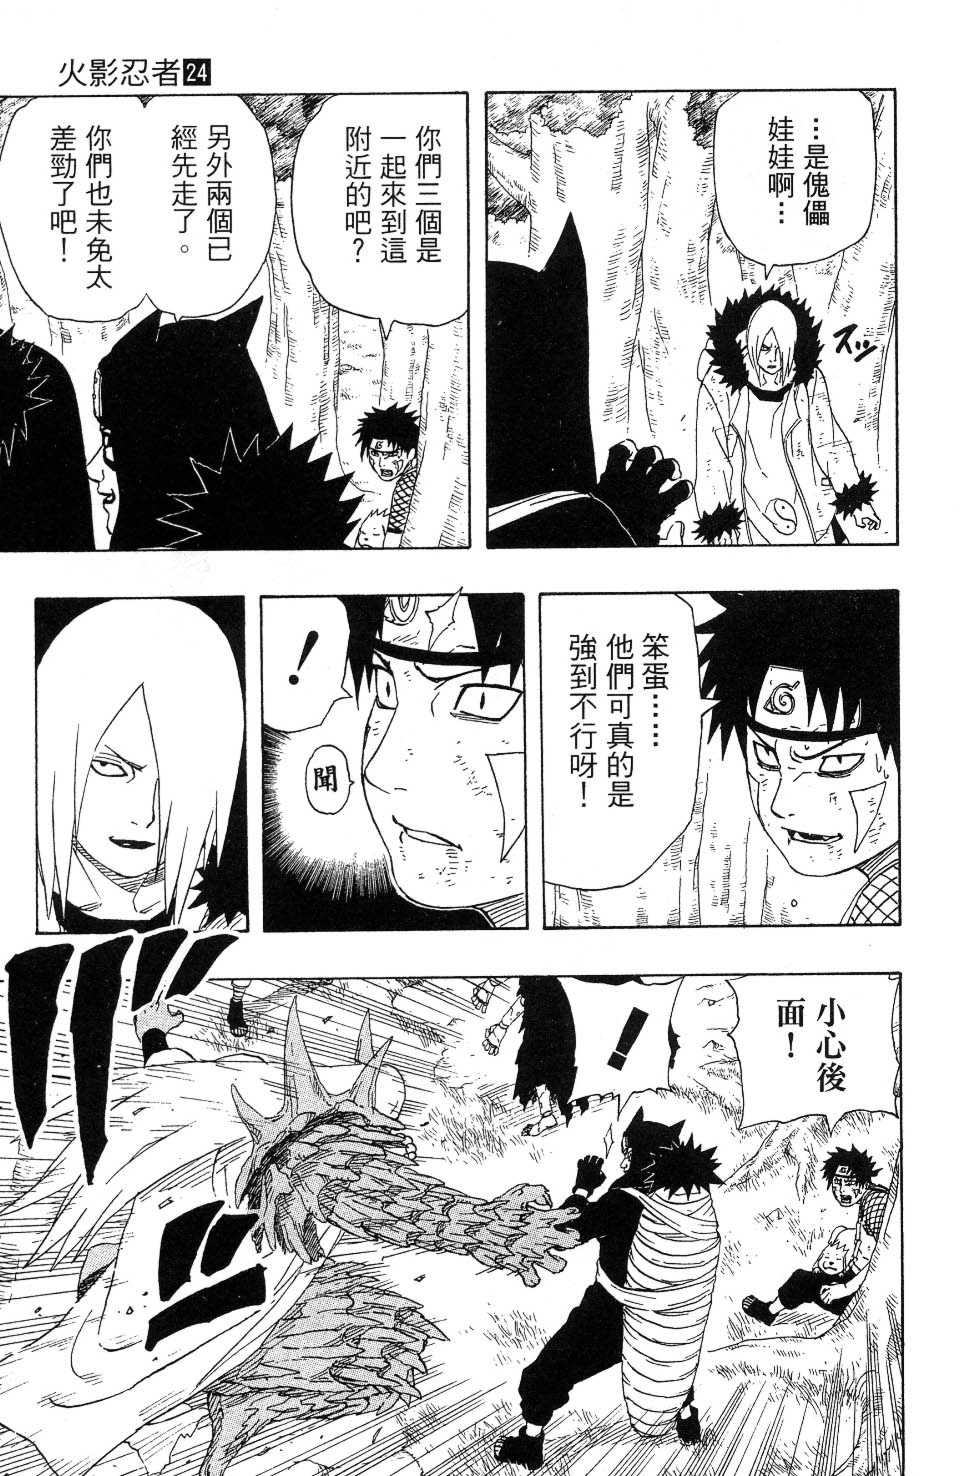 火影忍者24
…是傀儡
娃娃啊…
スッ
你們三個是
一起來到這
附近的吧？
另外兩個已
經先走了。
你們也未免太
差勁了吧！
笨蛋……
他們可真的是
強到不行呀！
！
聞
小心後
面！
！
ドドド